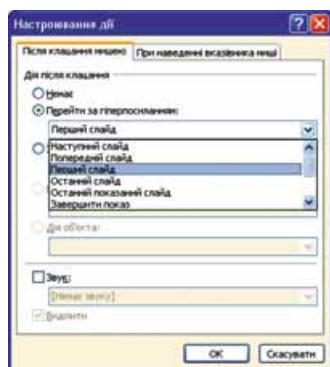 Настроювання дії
Після клацання мишею
При наведенні вказівника миші
Дія після клацання
Немає
Перейти за гіперпосиланням:
Перший слайд
Наступний слайд
Попередній слайд
Перший слайд
Останній слайд
Останній показаний слайд
Завершити показ
Дія об'єкта:
Звук:
[Немає звуку]
Виділити
ОК
Скасувати